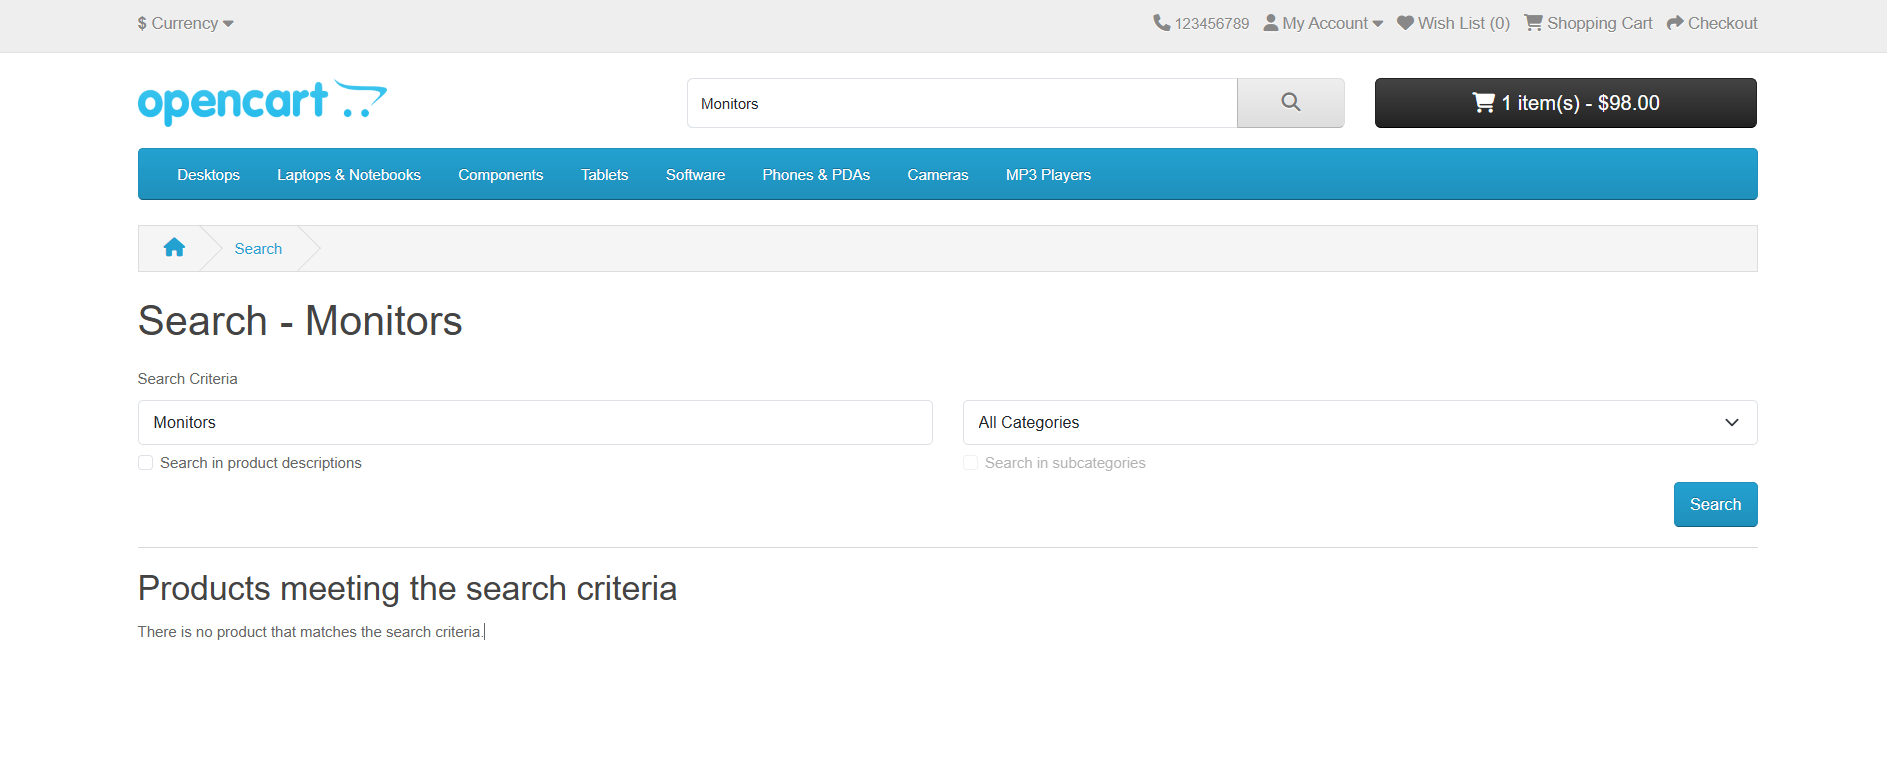 $ Currency
123456789 My Account Wish List (0) Shopping Cart Checkout
opencart
Monitors
1 item(s) - $98.00
Desktops Laptops & Notebooks Components Tablets Software Phones & PDAs Cameras MP3 Players
Search
Search - Monitors
Search Criteria
Monitors
All Categories
Search in product descriptions
Search in subcategories
Search
Products meeting the search criteria
There is no product that matches the search criteria.